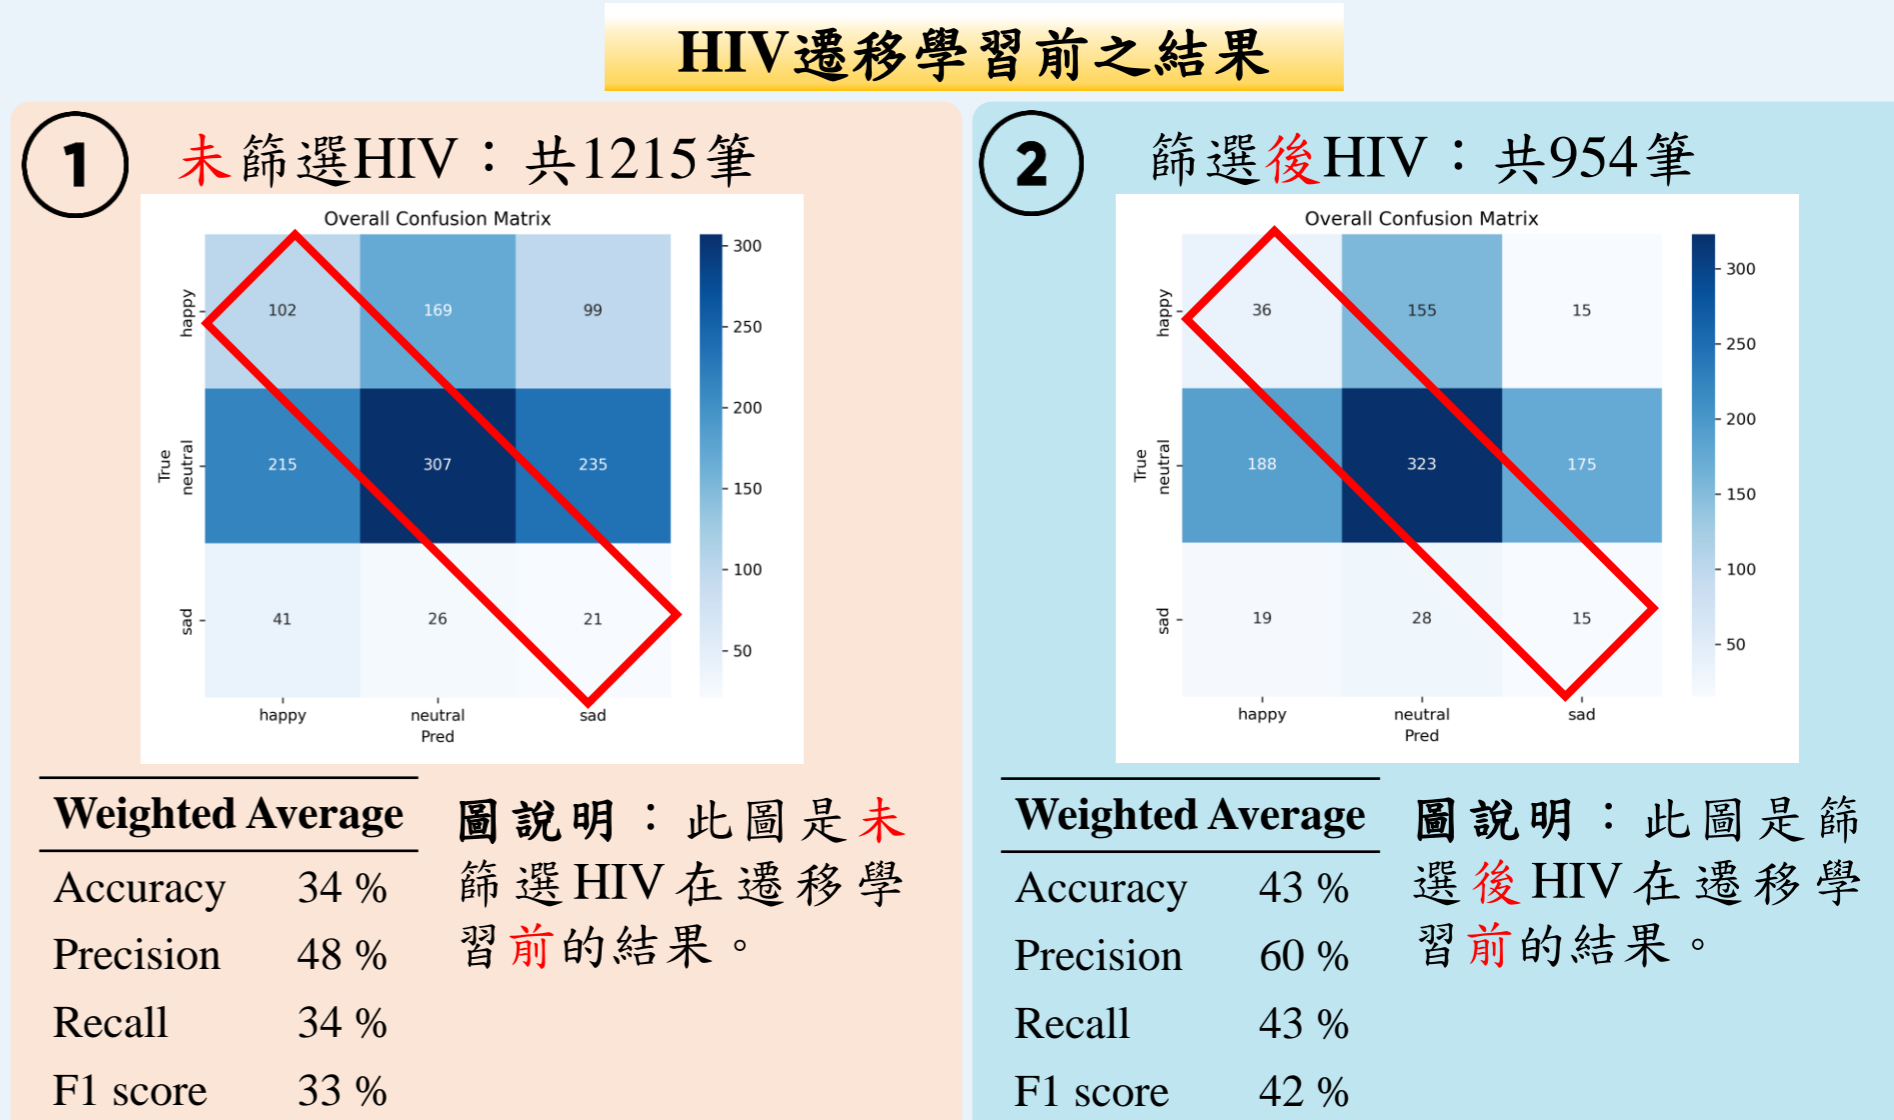 HIV遷移學習前之結果
1
未篩選HIV：共1215筆
Overall Confusion Matrix
happy 102 169 99
True
neutral 215 307 235
sad 41 26 21
happy neutral sad
Pred
300
250
200
150
100
50
Weighted Average
Accuracy 34 %
Precision 48 %
Recall 34 %
F1 score 33 %
圖說明：此圖是未
篩選HIV在遷移學
習前的結果。
2
篩選後HIV：共954筆
Overall Confusion Matrix
happy 36 155 15
True
neutral 188 323 175
sad 19 28 15
happy neutral sad
Pred
300
250
200
150
100
50
Weighted Average
Accuracy 43 %
Precision 60 %
Recall 43 %
F1 score 42 %
圖說明：此圖是篩
選後HIV在遷移學
習前的結果。